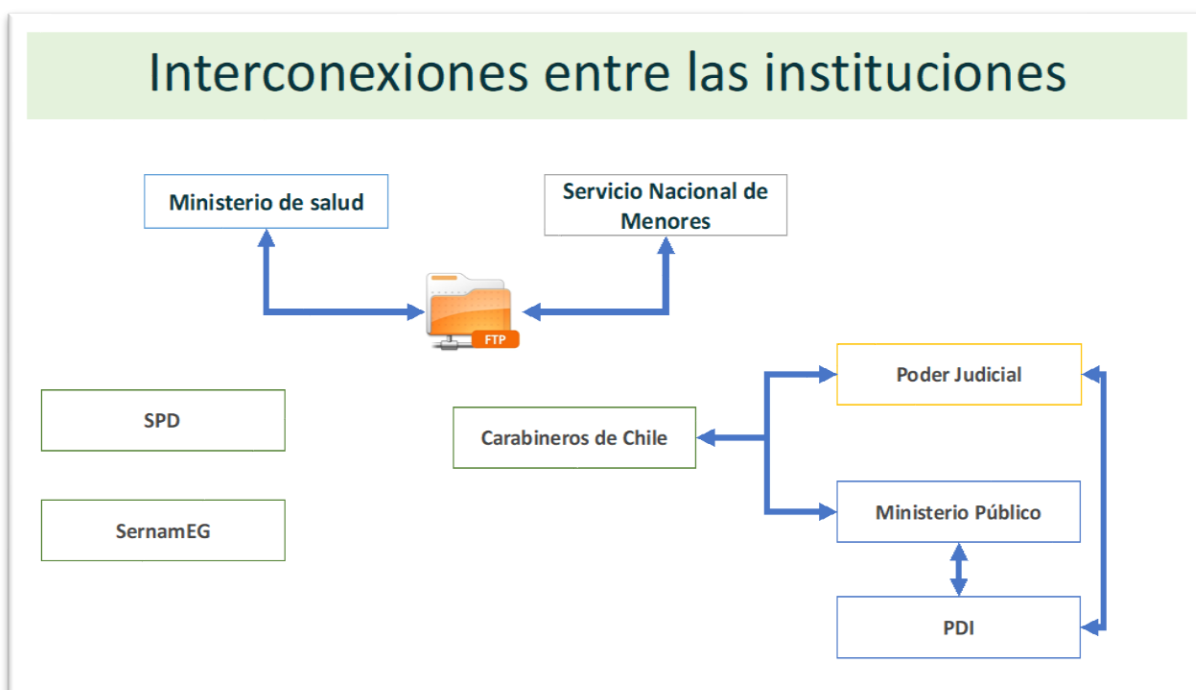 Interconexiones entre las instituciones
Ministerio de salud
Servicio Nacional de
Menores
FTP
Poder Judicial
SPD
Carabineros de Chile
Ministerio Público
SernamEG
PDI